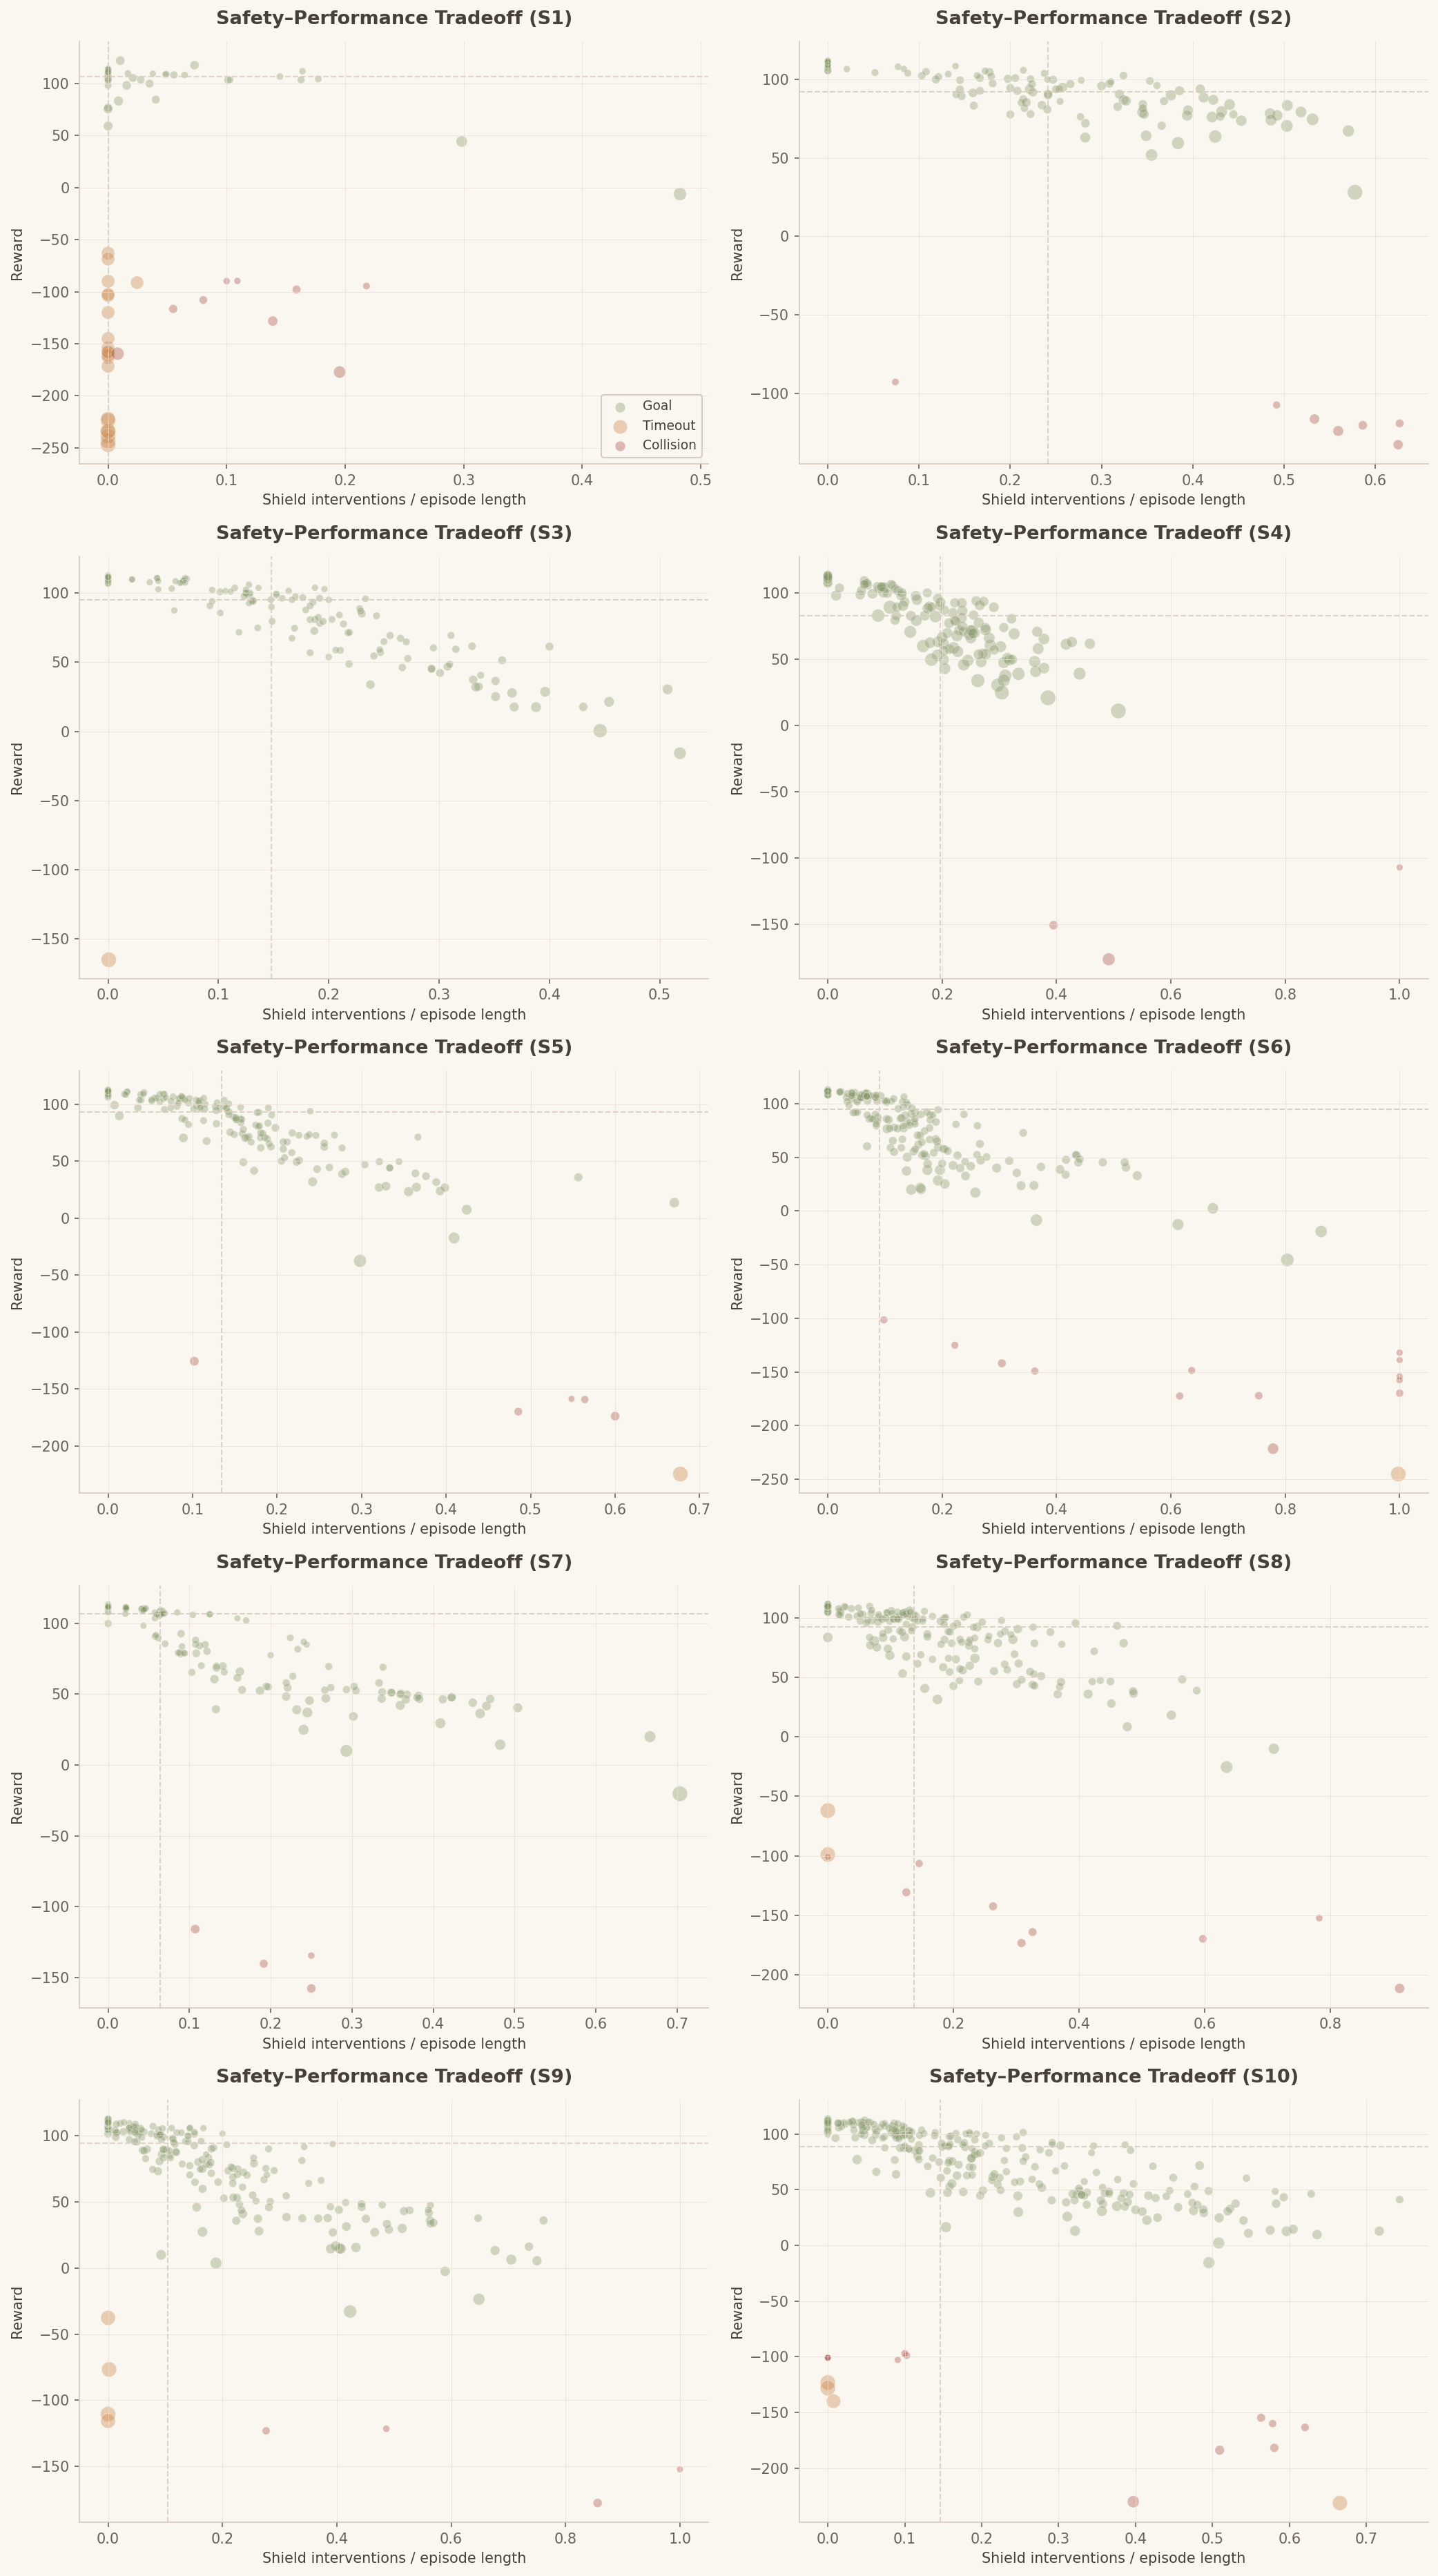 Safety–Performance Tradeoff (S1)
100
50
0
−50
−100
−150
−200
−250
Reward
0.0 0.1 0.2 0.3 0.4 0.5
Shield interventions / episode length
Goal
Timeout
Collision
Safety–Performance Tradeoff (S2)
100
50
0
−50
−100
Reward
0.0 0.1 0.2 0.3 0.4 0.5 0.6
Shield interventions / episode length
Safety–Performance Tradeoff (S3)
100
50
0
−50
−100
−150
Reward
0.0 0.1 0.2 0.3 0.4 0.5
Shield interventions / episode length
Safety–Performance Tradeoff (S4)
100
50
0
−50
−100
−150
Reward
0.0 0.2 0.4 0.6 0.8 1.0
Shield interventions / episode length
Safety–Performance Tradeoff (S5)
100
50
0
−50
−100
−150
−200
Reward
0.0 0.1 0.2 0.3 0.4 0.5 0.6 0.7
Shield interventions / episode length
Safety–Performance Tradeoff (S6)
100
50
0
−50
−100
−150
−200
−250
Reward
0.0 0.2 0.4 0.6 0.8 1.0
Shield interventions / episode length
Safety–Performance Tradeoff (S7)
100
50
0
−50
−100
−150
Reward
0.0 0.1 0.2 0.3 0.4 0.5 0.6 0.7
Shield interventions / episode length
Safety–Performance Tradeoff (S8)
100
50
0
−50
−100
−150
−200
Reward
0.0 0.2 0.4 0.6 0.8
Shield interventions / episode length
Safety–Performance Tradeoff (S9)
100
50
0
−50
−100
−150
Reward
0.0 0.2 0.4 0.6 0.8 1.0
Shield interventions / episode length
Safety–Performance Tradeoff (S10)
100
50
0
−50
−100
−150
−200
Reward
0.0 0.1 0.2 0.3 0.4 0.5 0.6 0.7
Shield interventions / episode length